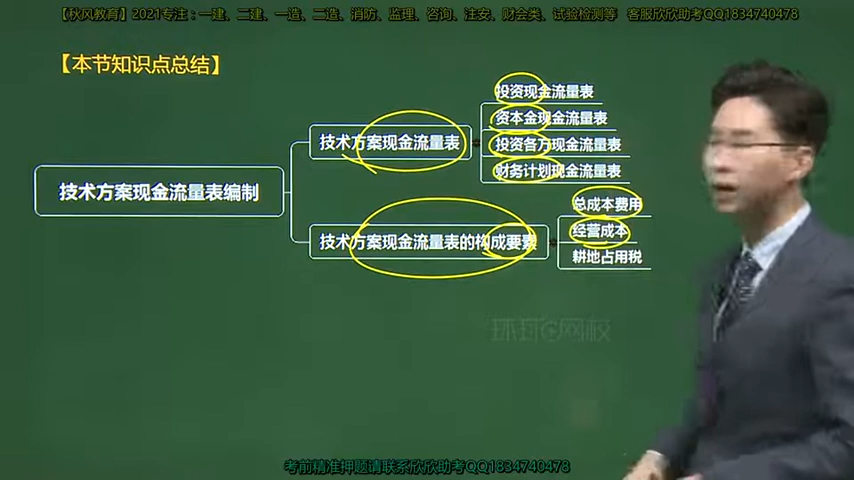 【秋风教育】2021专注：一建、二建、一造、二造、消防、监理、咨询、注安、财会类、试验检测等 客服欣欣助考QQ1834740478
【本节知识点总结】
投资现金流量表
资本金现金流量表
技术方案现金流量表
投资各方现金流量表
财务计划现金流量表
技术方案现金流量表编制
总成本费用
技术方案现金流量表的构成要素
经营成本
耕地占用税
环球网校
考前精准押题请联系欣欣助考QQ1834740478